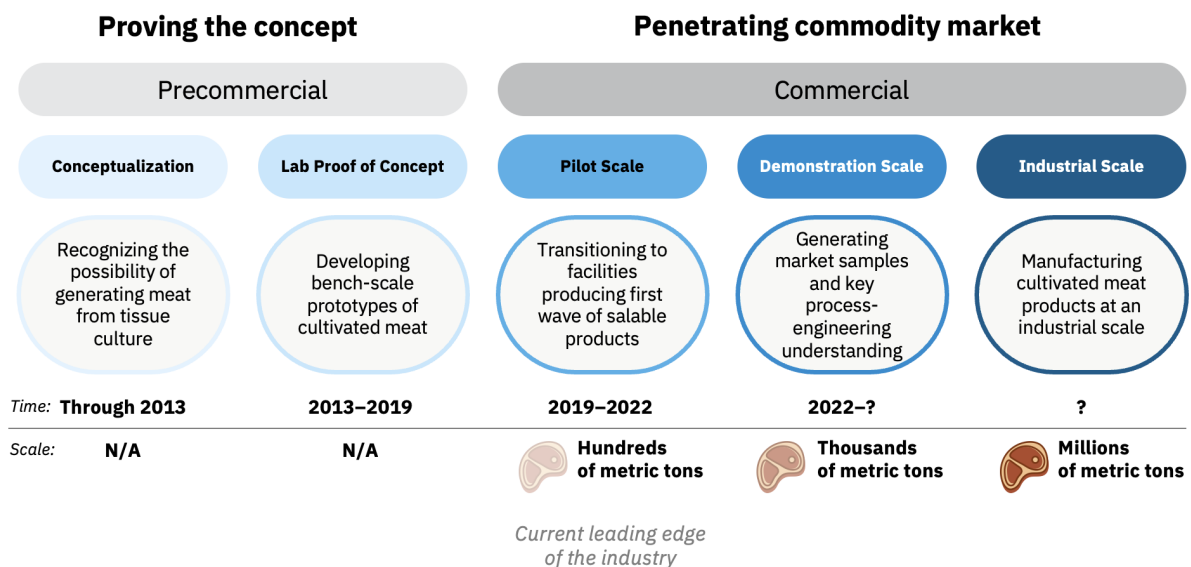 Proving the concept
Penetrating commodity market
Precommercial
Commercial
Conceptualization
Lab Proof of Concept
Pilot Scale
Demonstration Scale
Industrial Scale
Recognizing the
possibility of
generating meat
from tissue
culture
Developing
bench-scale
prototypes of
cultivated meat
Transitioning to
facilities
producing first
wave of salable
products
Generating
market samples
and key
process-
engineering
understanding
Manufacturing
cultivated meat
products at an
industrial scale
Time: Through 2013 2013–2019 2019–2022 2022–? ?
Scale: N/A N/A
Hundreds
of metric tons
Thousands
of metric tons
Millions
of metric tons
Current leading edge
of the industry